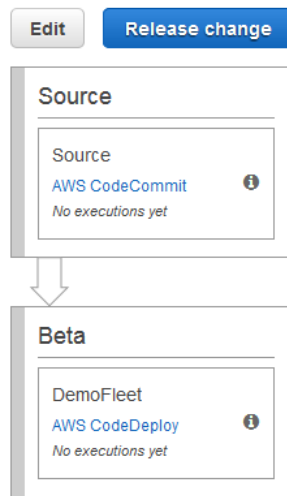 Edit
Release change
Source
Source
AWS CodeCommit
No executions yet
Beta
DemoFleet
AWS CodeDeploy
No executions yet